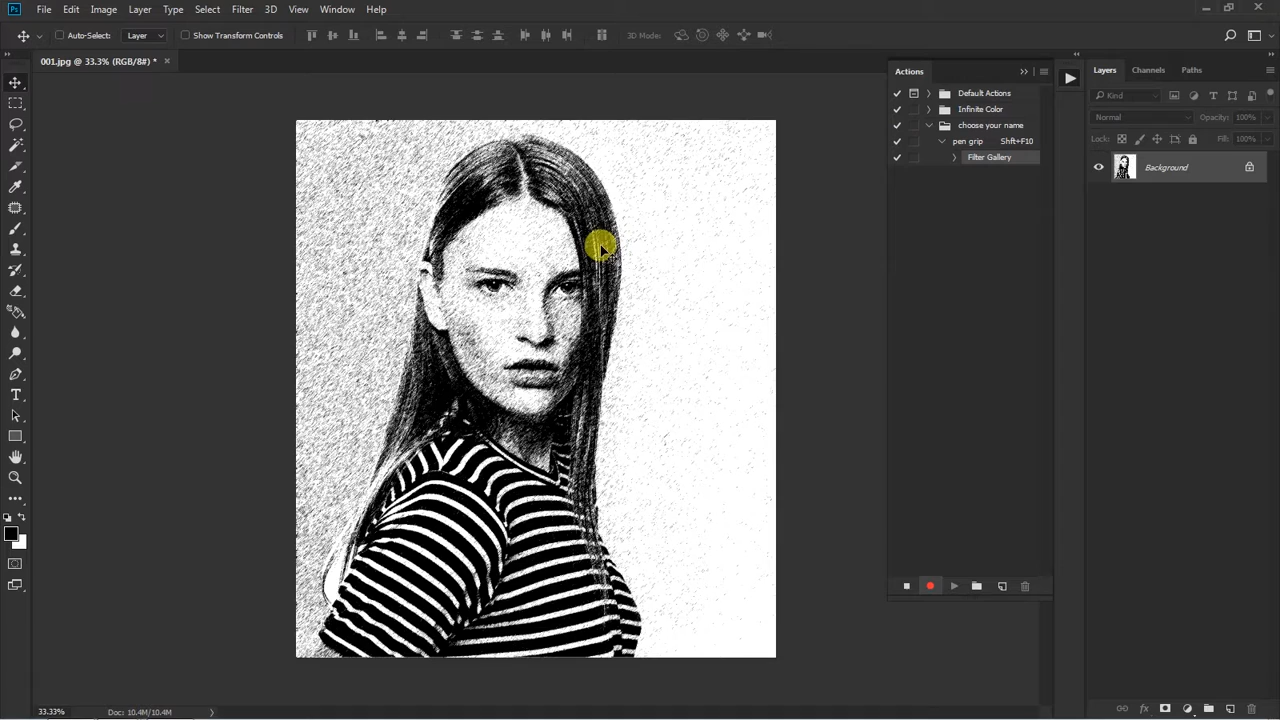 Ps File Edit Image Layer Type Select Filter 3D View Window Help
Auto-Select: Layer Show Transform Controls 3D Mode:
001.jpg @ 33.3% (RGB/8#) *
Actions
Default Actions
Infinite Color
choose your name
pen grip Shft+F10
Filter Gallery
Layers Channels Paths
Kind
Normal Opacity: 100%
Lock: Fill: 100%
Background
33.33% Doc: 10.4M/10.4M